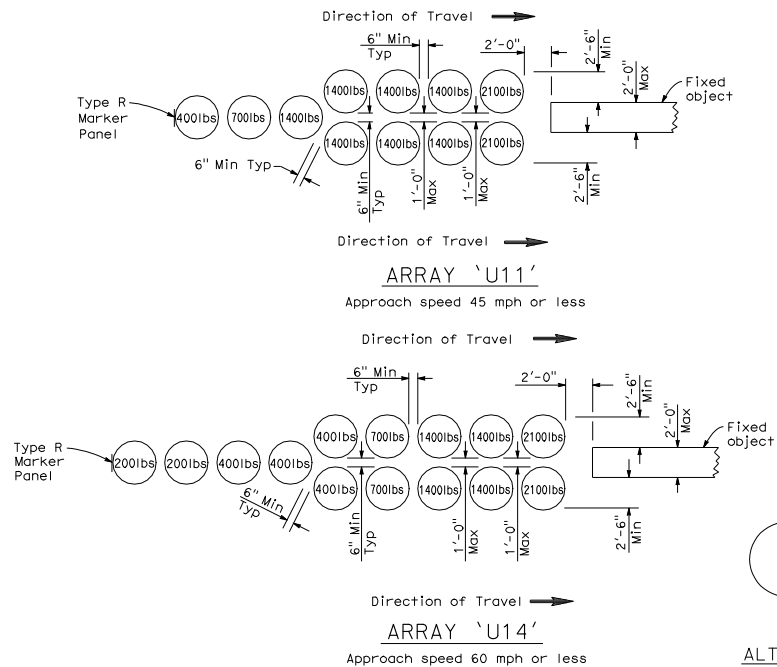 Direction of Travel
6" Min
Typ
2'-0"
2'-6"
Min
2'-0"
Max
Fixed
object
Type R
Marker
Panel
400lbs 700lbs 1400lbs
1400lbs 1400lbs 1400lbs 2100lbs
1400lbs 1400lbs 1400lbs 2100lbs
6" Min Typ
6" Min
Typ
1'-0"
Max
1'-0"
Max
2'-6"
Min
Direction of Travel
ARRAY 'U11'
Approach speed 45 mph or less
Direction of Travel
6" Min
Typ
2'-0"
2'-6"
Min
2'-0"
Max
Fixed
object
Type R
Marker
Panel
200lbs 200lbs 400lbs 400lbs
400lbs 700lbs 1400lbs 1400lbs 2100lbs
400lbs 700lbs 1400lbs 1400lbs 2100lbs
6" Min
Typ
6" Min
Typ
1'-0"
Max
1'-0"
Max
2'-6"
Min
Direction of Travel
ARRAY 'U14'
Approach speed 60 mph or less
ALT